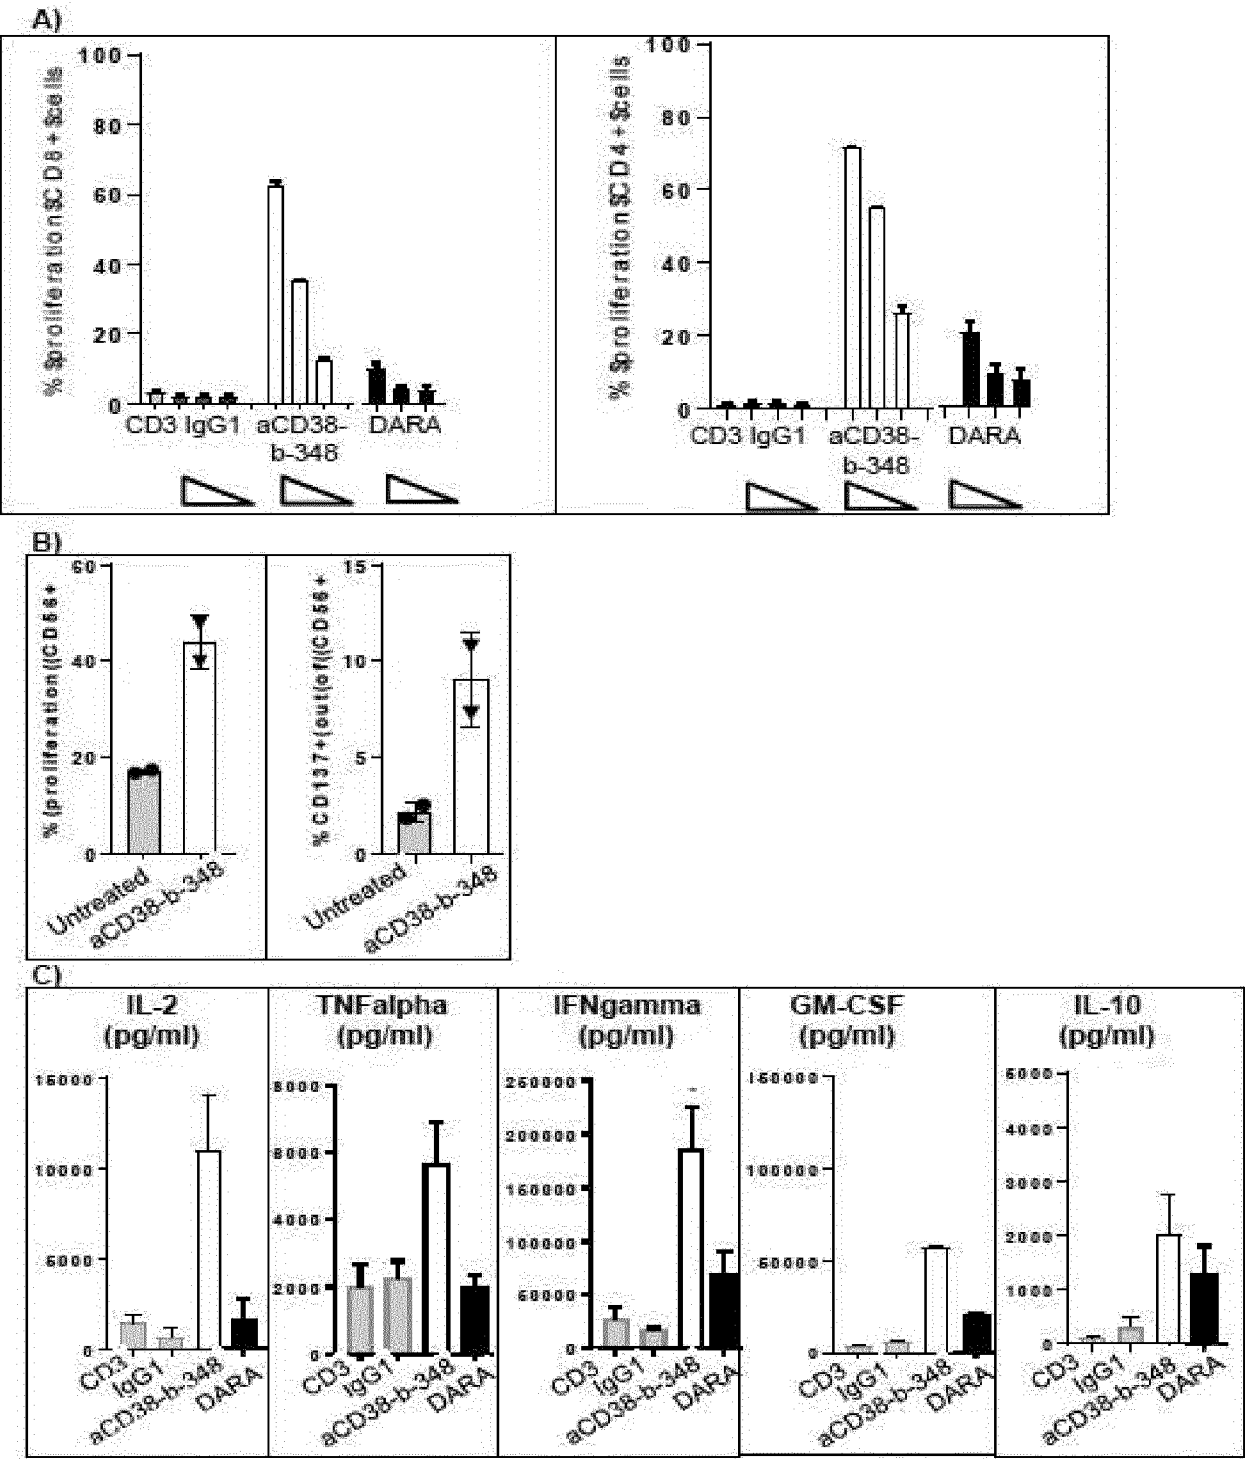 A)
100
80
60
40
20
0
% $proliferation$CD8+$cells
CD3 IgG1 aCD38-
b-348
DARA
100
80
60
40
20
0
% $proliferation$CD4+$cells
CD3 IgG1 aCD38-
b-348
DARA
B)
60
40
20
0
%(proliferation((CD56+
Untreated
aCD38-b-348
15
10
5
0
%CD137+(out(of((CD56+
Untreated
aCD38-b-348
C)
IL-2
(pg/ml)
15000
10000
5000
0
CD3
IgG1
aCD38-b-348
DARA
TNFalpha
(pg/ml)
8000
6000
4000
2000
0
CD3
IgG1
aCD38-b-348
DARA
IFNgamma
(pg/ml)
250000
200000
150000
100000
50000
0
CD3
IgG1
aCD38-b-348
DARA
GM-CSF
(pg/ml)
150000
100000
50000
0
CD3
IgG1
aCD38-b-348
DARA
IL-10
(pg/ml)
5000
4000
3000
2000
1000
0
CD3
IgG1
aCD38-b-348
DARA